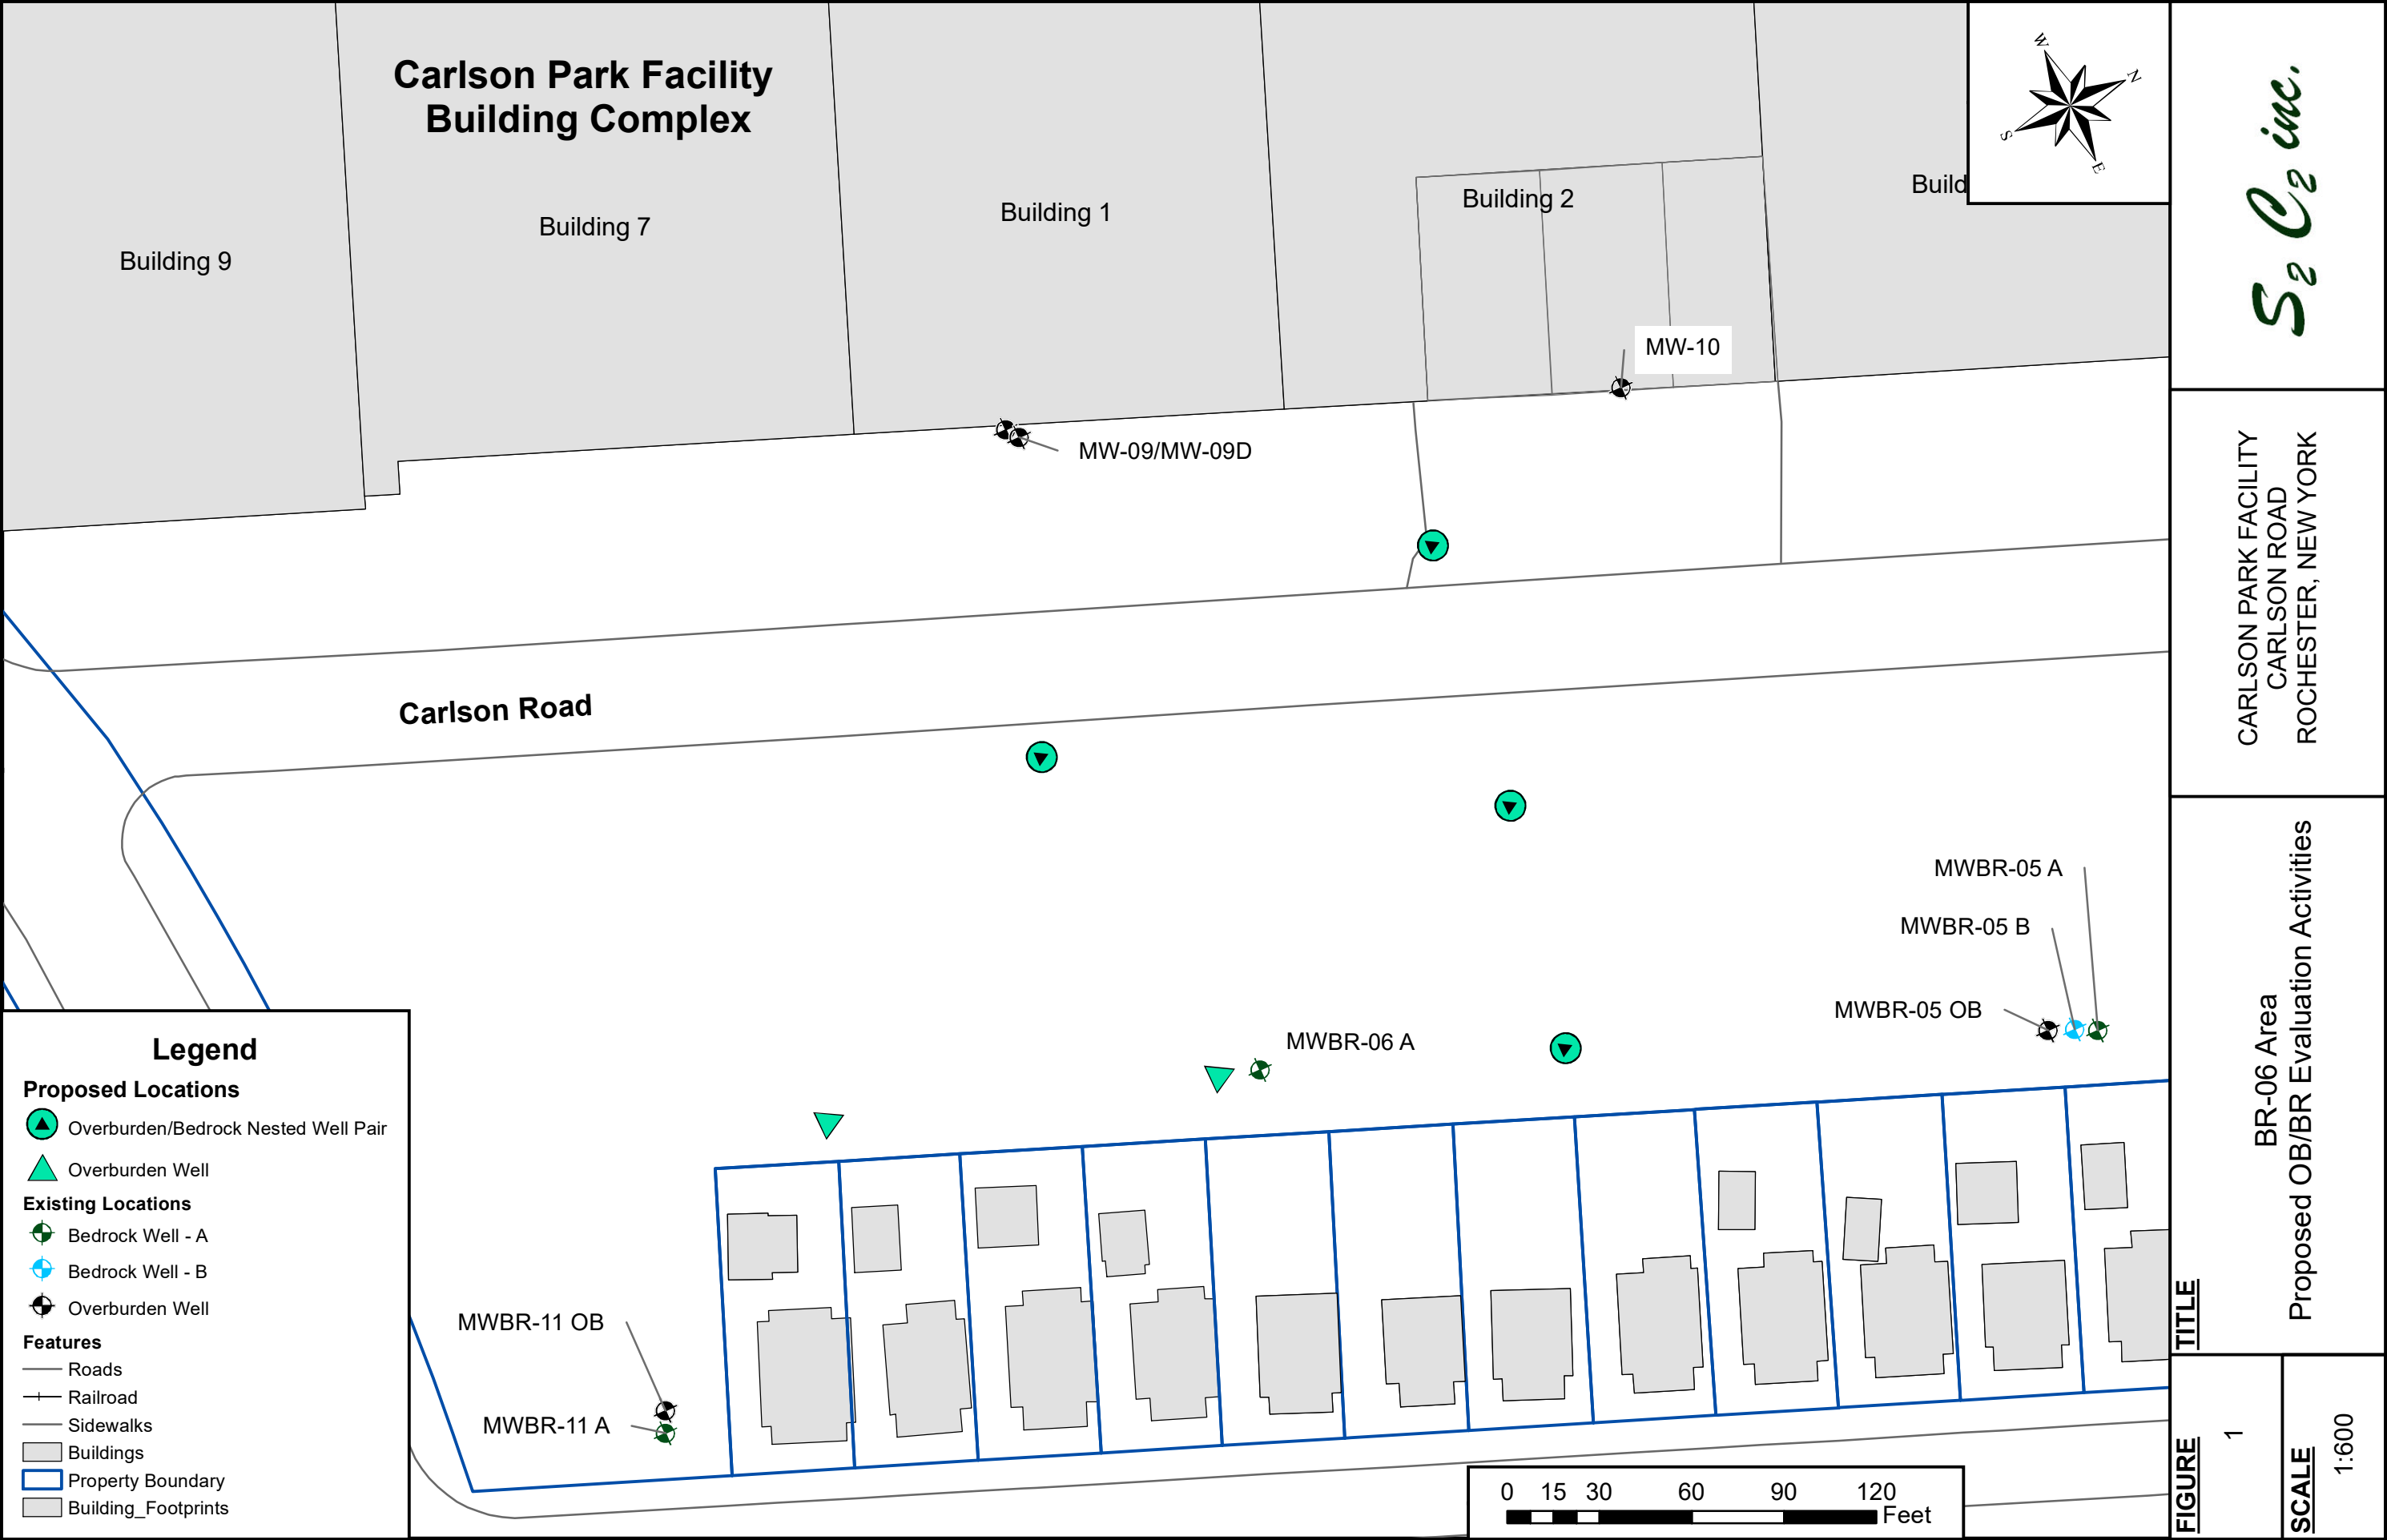 Carlson Park Facility
Building Complex
Building 9
Building 7
Building 1
Building 2
Build
W
N
S
E
MW-10
MW-09/MW-09D
Carlson Road
MWBR-05 A
MWBR-05 B
MWBR-05 OB
MWBR-06 A
MWBR-11 OB
MWBR-11 A
Legend
Proposed Locations
Overburden/Bedrock Nested Well Pair
Overburden Well
Existing Locations
Bedrock Well - A
Bedrock Well - B
Overburden Well
Features
Roads
Railroad
Sidewalks
Buildings
Property Boundary
Building_Footprints
0 15 30 60 90 120
Feet
S2 C2 inc.
CARLSON PARK FACILITY
CARLSON ROAD
ROCHESTER, NEW YORK
TITLE
BR-06 Area
Proposed OB/BR Evaluation Activities
FIGURE
1
SCALE
1:600